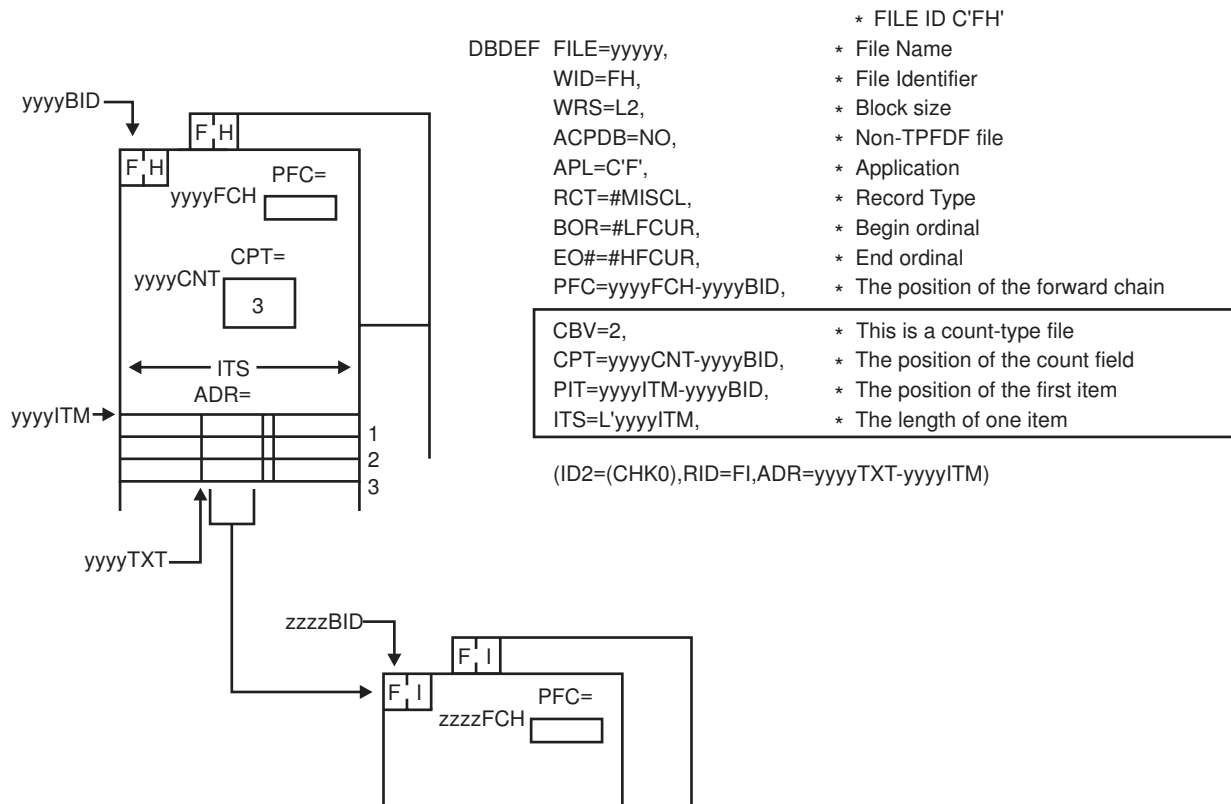 * FILE ID C'FH'
DBDEF FILE=yyyyy, * File Name
WID=FH, * File Identifier
WRS=L2, * Block size
ACPDB=NO, * Non-TPFDF file
APL=C'F', * Application
RCT=#MISCL, * Record Type
BOR=#LFCUR, * Begin ordinal
EO#=#HFCUR, * End ordinal
PFC=yyyyFCH-yyyyBID, * The position of the forward chain
CBV=2, * This is a count-type file
CPT=yyyyCNT-yyyyBID, * The position of the count field
PIT=yyyyITM-yyyyBID, * The position of the first item
ITS=L'yyyyITM, * The length of one item
(ID2=(CHK0),RID=FI,ADR=yyyyTXT-yyyyITM)
yyyyBID
F H
F H
PFC=
yyyyFCH
CPT=
yyyyCNT
3
ITS
ADR=
yyyyITM
1
2
3
yyyyTXT
zzzzBID
F I
F I
PFC=
zzzzFCH